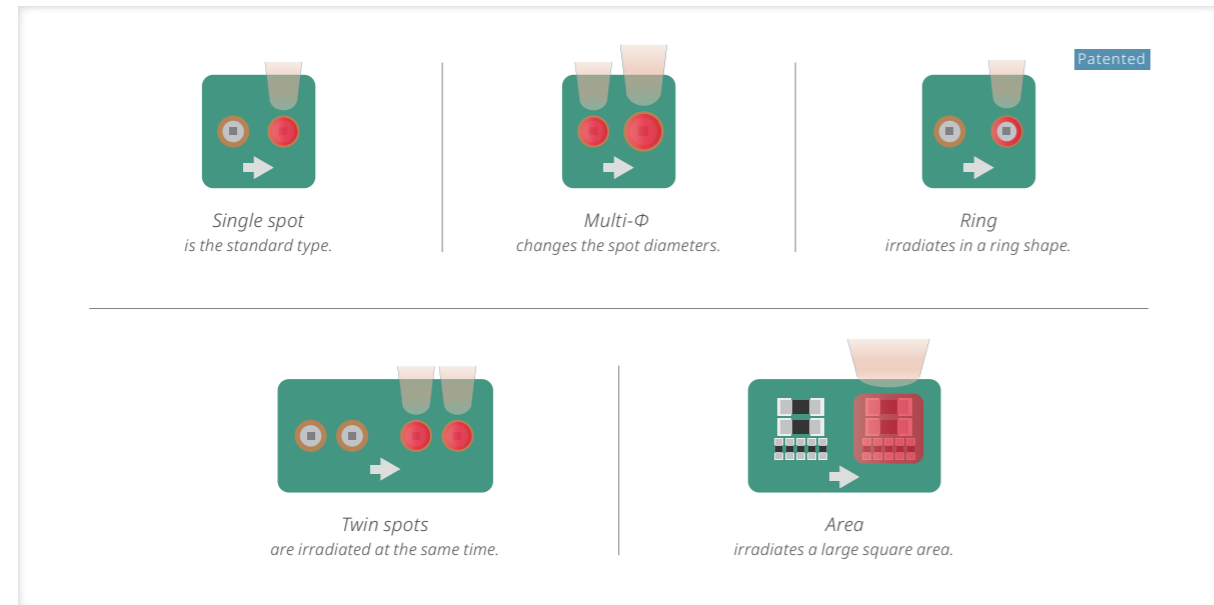 Patented
Single spot
is the standard type.
Multi-Φ
changes the spot diameters.
Ring
irradiates in a ring shape.
Twin spots
are irradiated at the same time.
Area
irradiates a large square area.